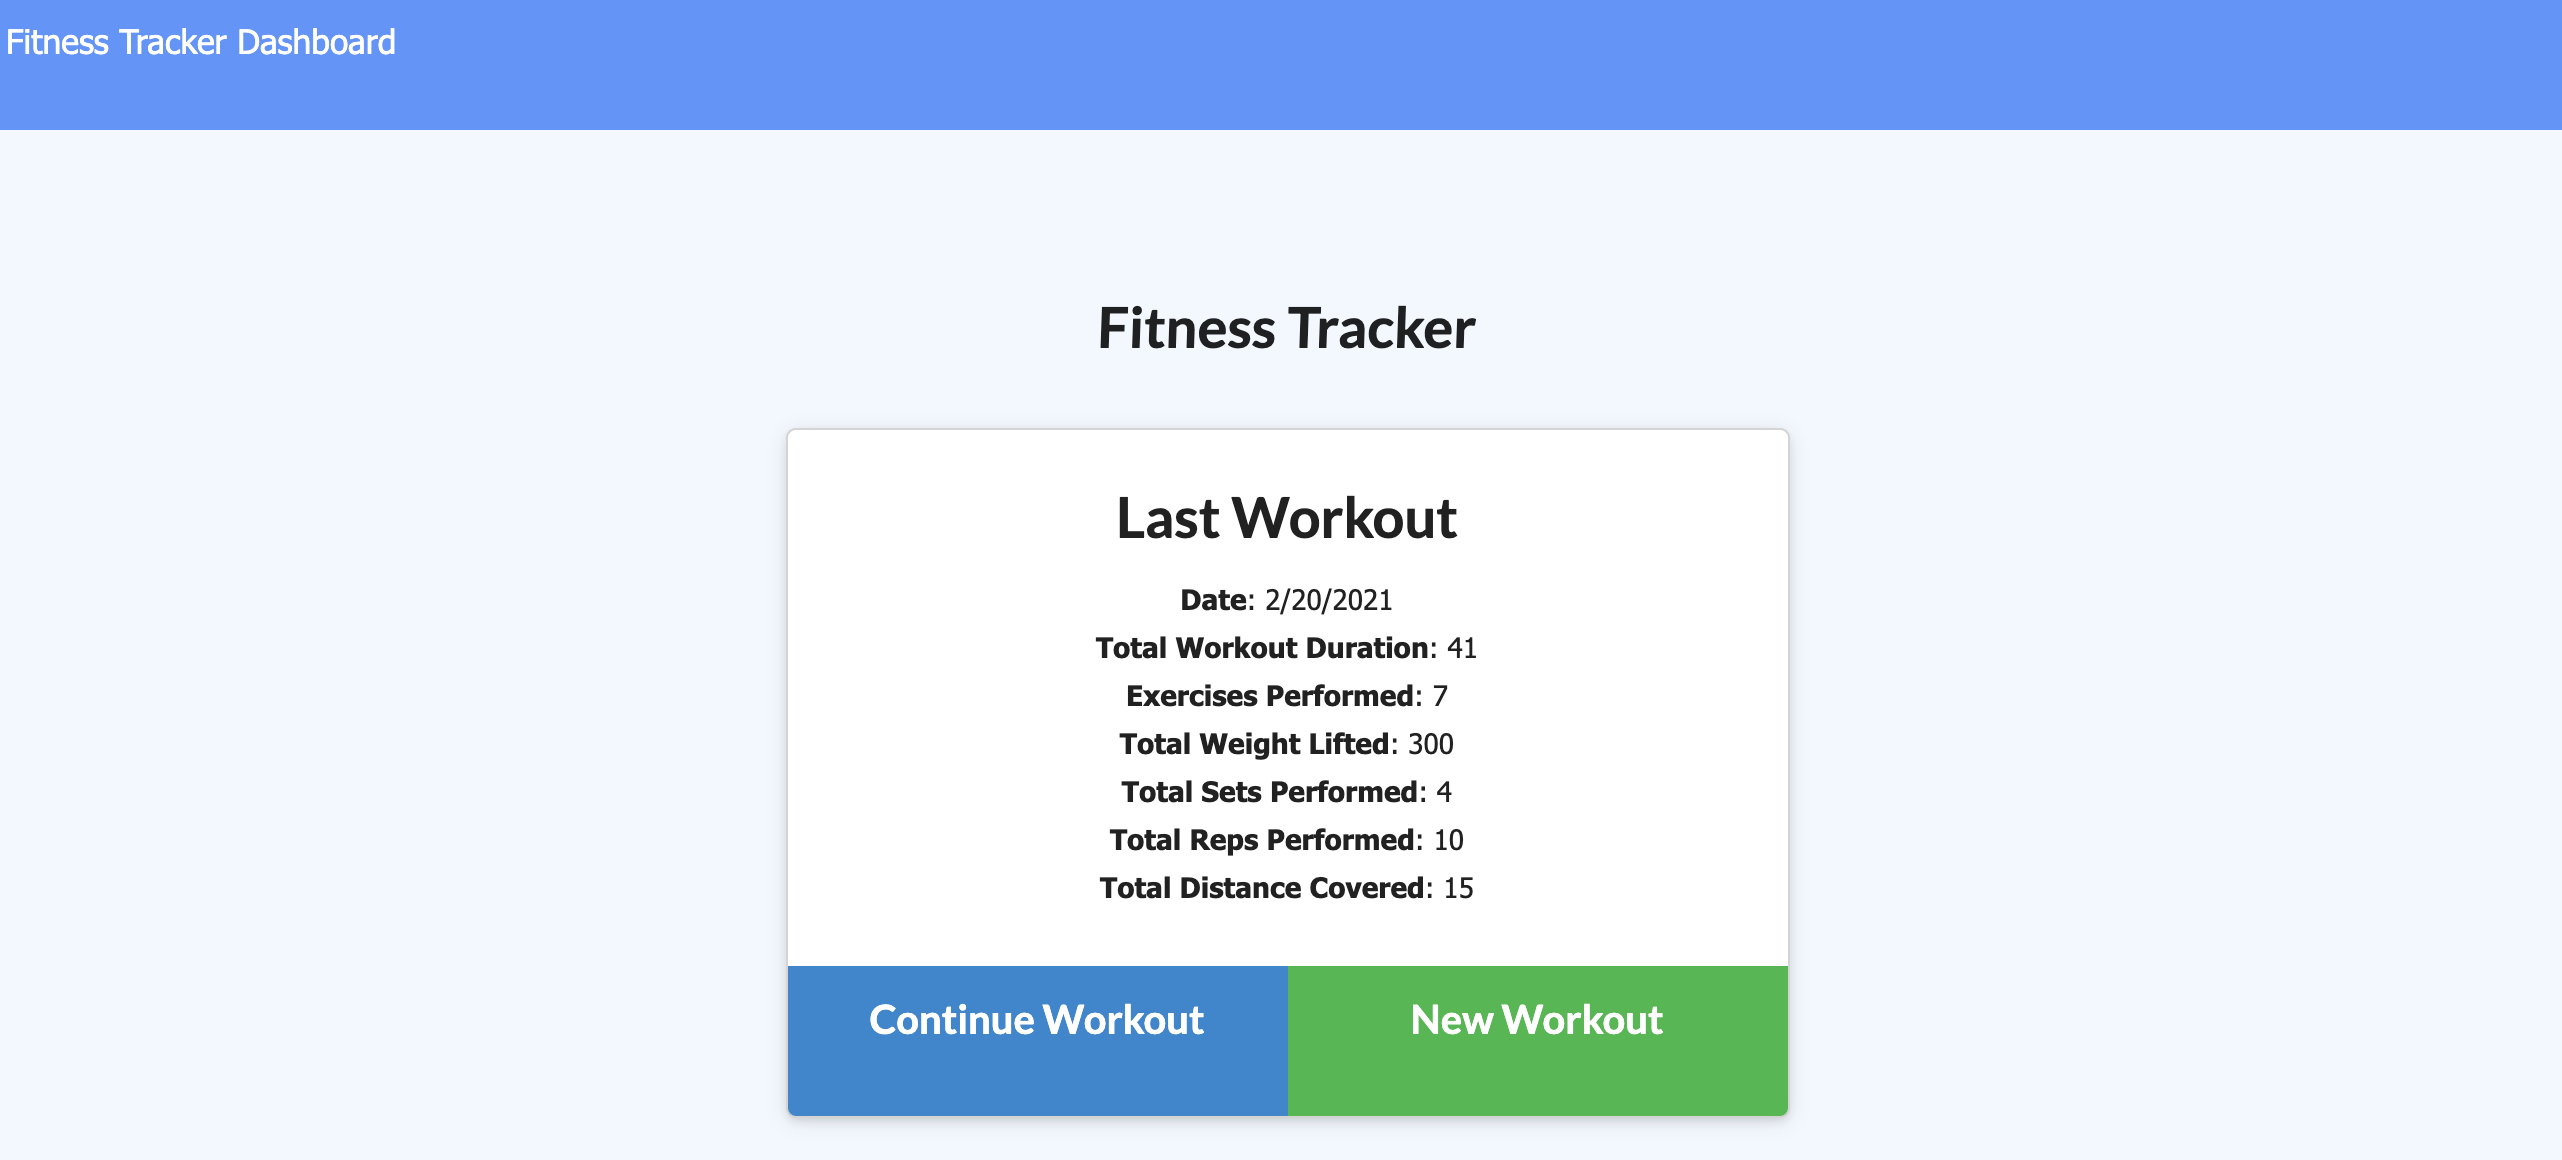 Fitness Tracker Dashboard
Fitness Tracker
Last Workout
Date: 2/20/2021
Total Workout Duration: 41
Exercises Performed: 7
Total Weight Lifted: 300
Total Sets Performed: 4
Total Reps Performed: 10
Total Distance Covered: 15
Continue Workout New Workout